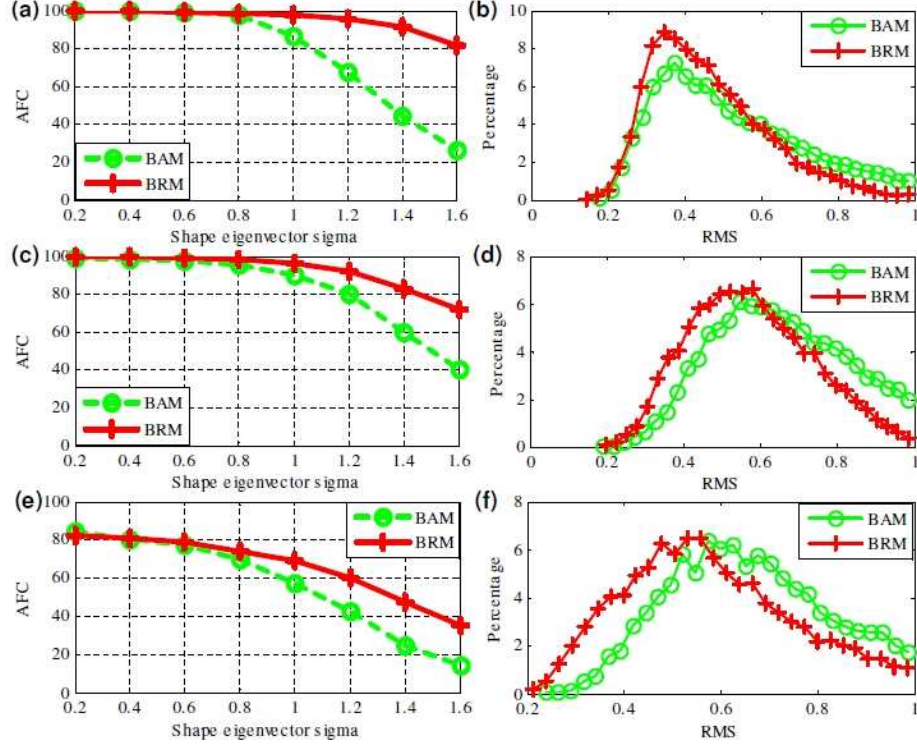 (a)
100
80
60
40
20
0
AFC
BAM
BRM
0.2 0.4 0.6 0.8 1 1.2 1.4 1.6
Shape eigenvector sigma
(b)
10
8
6
4
2
0
Percentage
BAM
BRM
0 0.2 0.4 0.6 0.8 1
RMS
(c)
100
80
60
40
20
0
AFC
BAM
BRM
0.2 0.4 0.6 0.8 1 1.2 1.4 1.6
Shape eigenvector sigma
(d)
8
6
4
2
0
Percentage
BAM
BRM
0 0.2 0.4 0.6 0.8 1
RMS
(e)
100
80
60
40
20
0
AFC
BAM
BRM
0.2 0.4 0.6 0.8 1 1.2 1.4 1.6
Shape eigenvector sigma
(f)
8
6
4
2
0
Percentage
BAM
BRM
0.2 0.4 0.6 0.8 1
RMS